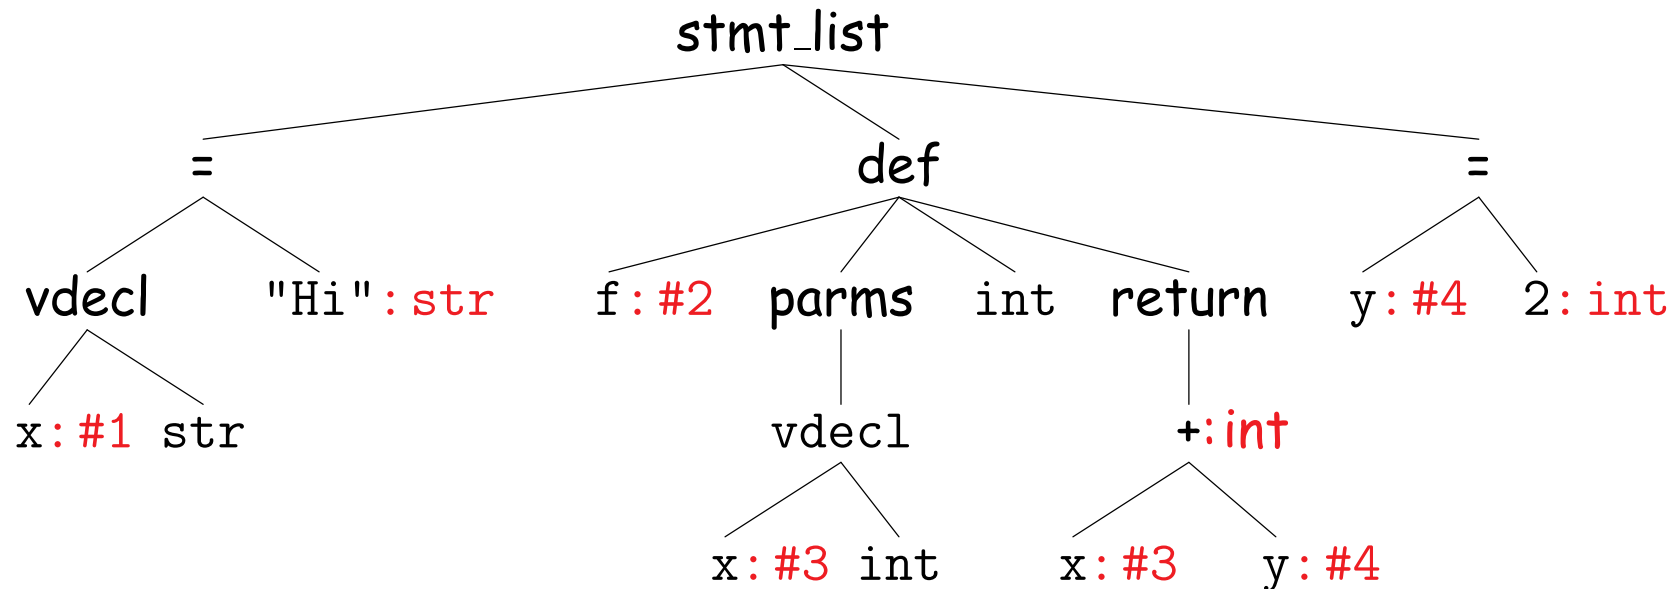 stmt_list
= def =
vdecl "Hi":str f:#2 parms int return y:#4 2:int
x:#1 str vdecl +:int
x:#3 int x:#3 y:#4